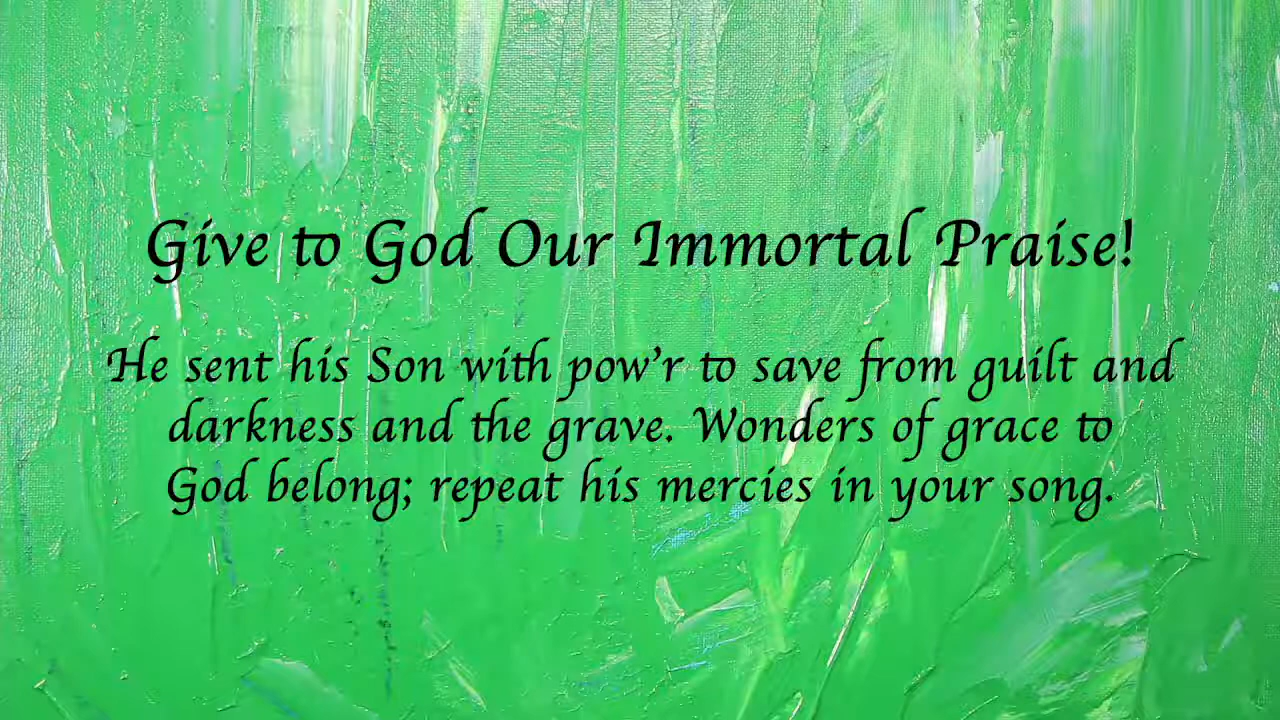 Give to God Our Immortal Praise!
He sent his Son with pow'r to save from guilt and
darkness and the grave. Wonders of grace to
God belong; repeat his mercies in your song.